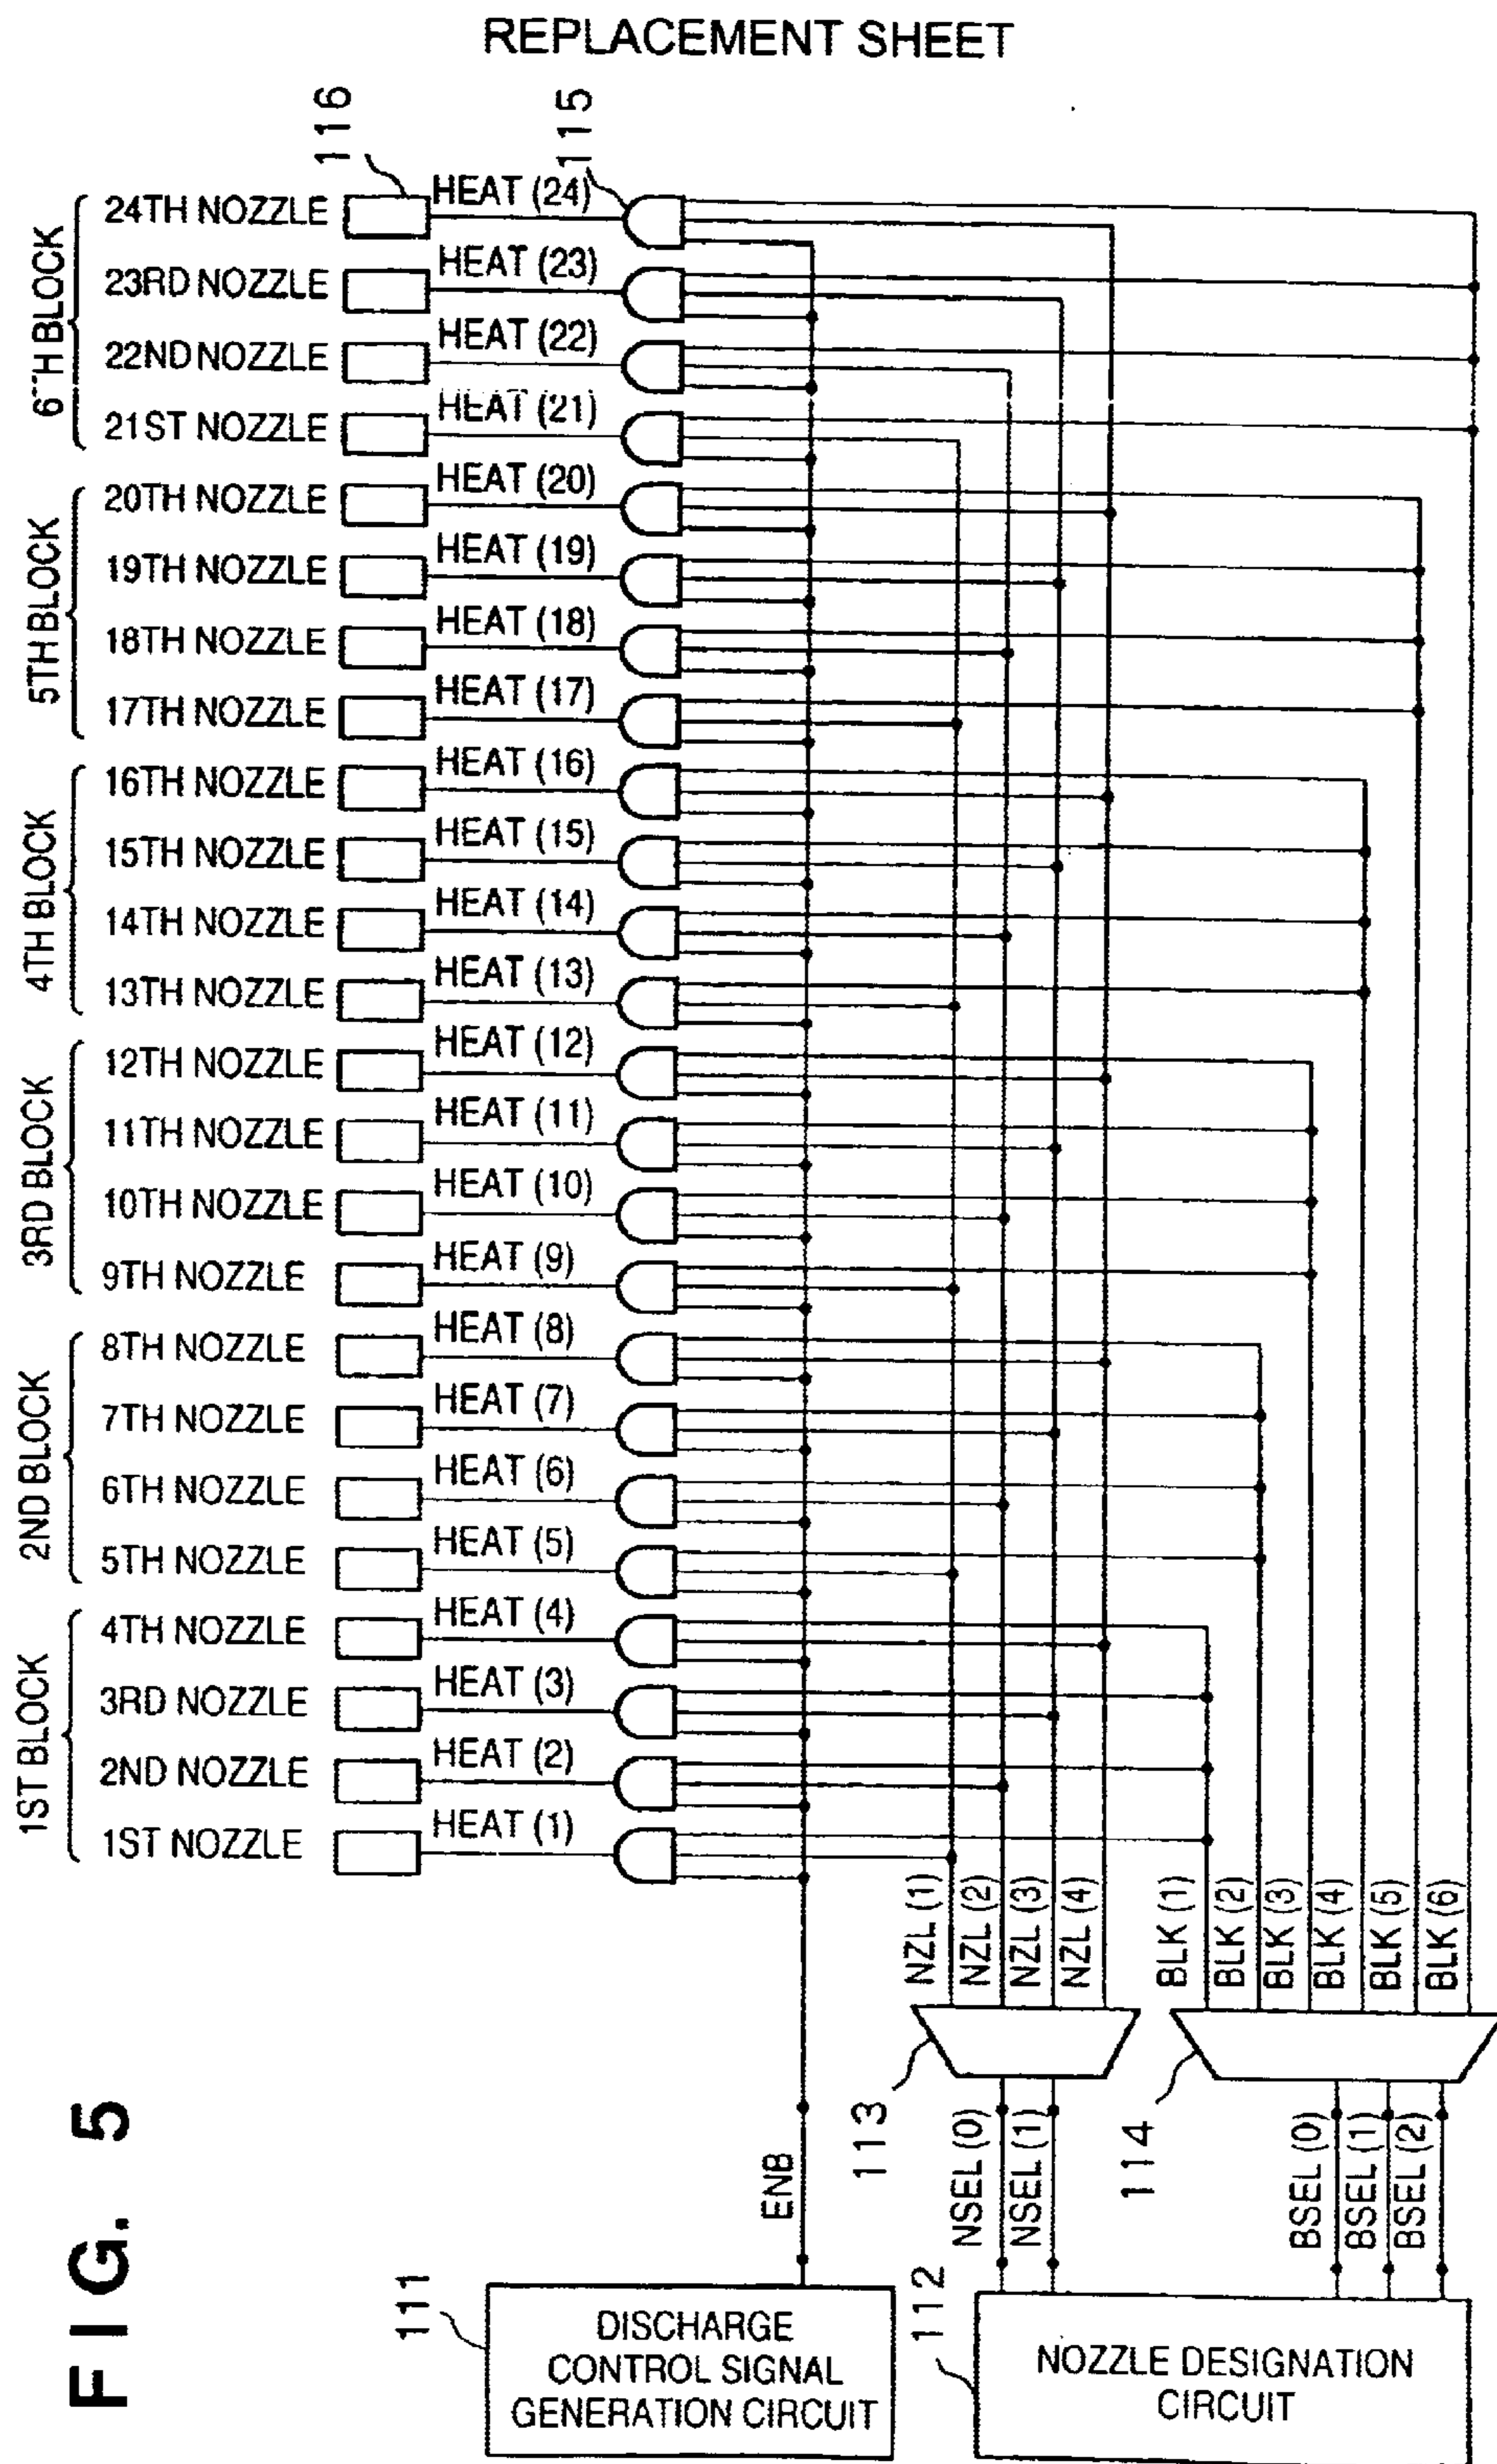 REPLACEMENT SHEET
FIG. 5
116
115
6TH BLOCK
24TH NOZZLE
HEAT (24)
23RD NOZZLE
HEAT (23)
22ND NOZZLE
HEAT (22)
21ST NOZZLE
HEAT (21)
5TH BLOCK
20TH NOZZLE
HEAT (20)
19TH NOZZLE
HEAT (19)
18TH NOZZLE
HEAT (18)
17TH NOZZLE
HEAT (17)
4TH BLOCK
16TH NOZZLE
HEAT (16)
15TH NOZZLE
HEAT (15)
14TH NOZZLE
HEAT (14)
13TH NOZZLE
HEAT (13)
3RD BLOCK
12TH NOZZLE
HEAT (12)
11TH NOZZLE
HEAT (11)
10TH NOZZLE
HEAT (10)
9TH NOZZLE
HEAT (9)
2ND BLOCK
8TH NOZZLE
HEAT (8)
7TH NOZZLE
HEAT (7)
6TH NOZZLE
HEAT (6)
5TH NOZZLE
HEAT (5)
1ST BLOCK
4TH NOZZLE
HEAT (4)
3RD NOZZLE
HEAT (3)
2ND NOZZLE
HEAT (2)
1ST NOZZLE
HEAT (1)
NZL (1)
NZL (2)
NZL (3)
NZL (4)
BLK (1)
BLK (2)
BLK (3)
BLK (4)
BLK (5)
BLK (6)
113
114
ENB
NSEL (0)
NSEL (1)
BSEL (0)
BSEL (1)
BSEL (2)
111
DISCHARGE
CONTROL SIGNAL
GENERATION CIRCUIT
112
NOZZLE DESIGNATION
CIRCUIT